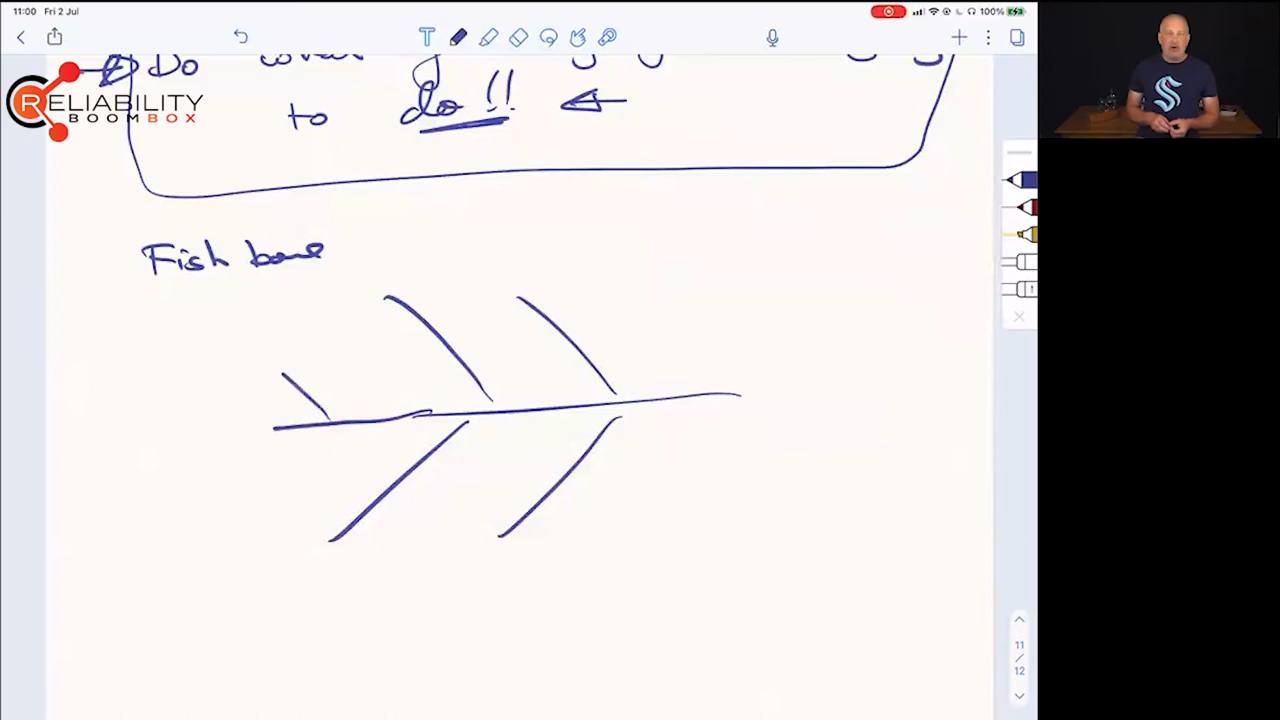 11:00 Fri 2 Jul
100%
T
Do
to do!!
RELIABILITY
BOOMBOX
Fish bone
11
/
12